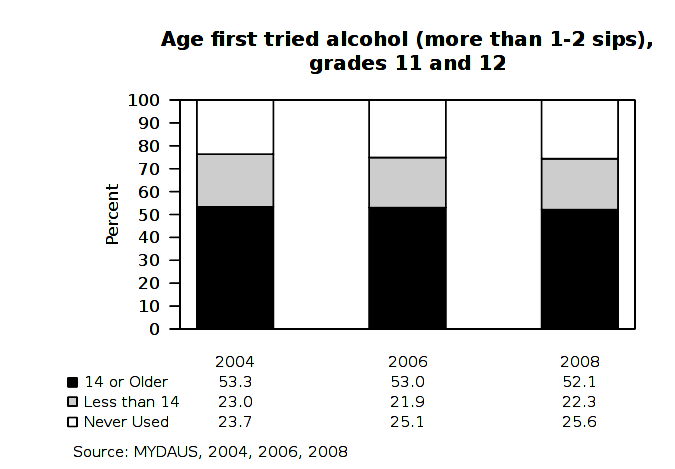 Age first tried alcohol (more than 1-2 sips),
grades 11 and 12
100
90
80
70
60
50
40
30
20
10
0
Percent
2004 2006 2008
14 or Older 53.3 53.0 52.1
Less than 14 23.0 21.9 22.3
Never Used 23.7 25.1 25.6
Source: MYDAUS, 2004, 2006, 2008